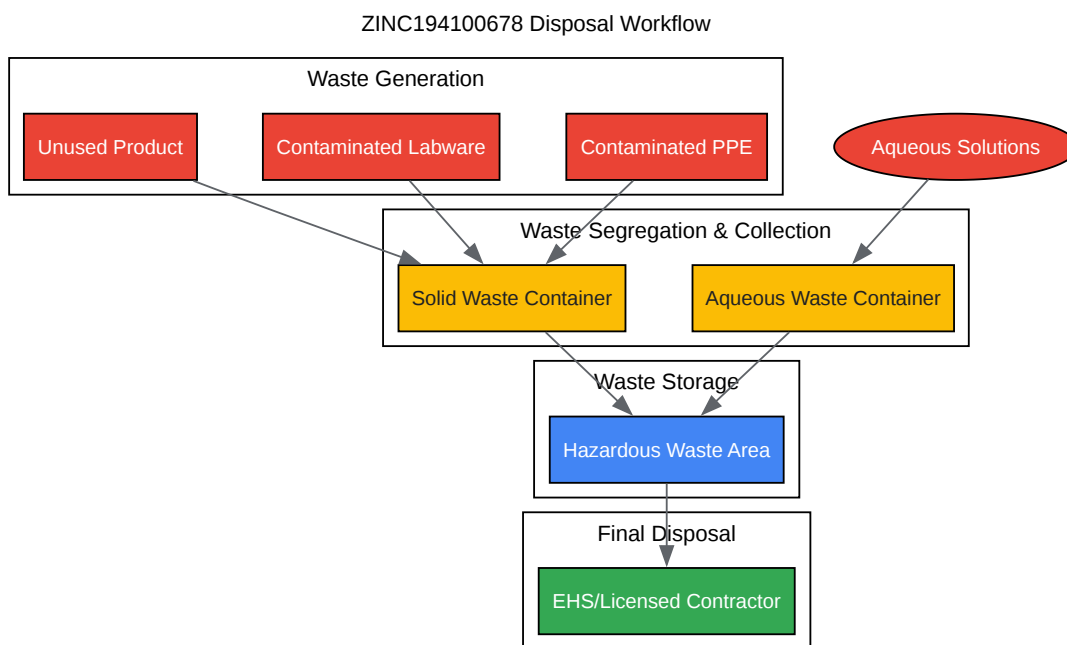 ZINC194100678 Disposal Workflow
Waste Generation
Unused Product
Contaminated Labware
Contaminated PPE
Aqueous Solutions
Waste Segregation & Collection
Solid Waste Container
Aqueous Waste Container
Waste Storage
Hazardous Waste Area
Final Disposal
EHS/Licensed Contractor